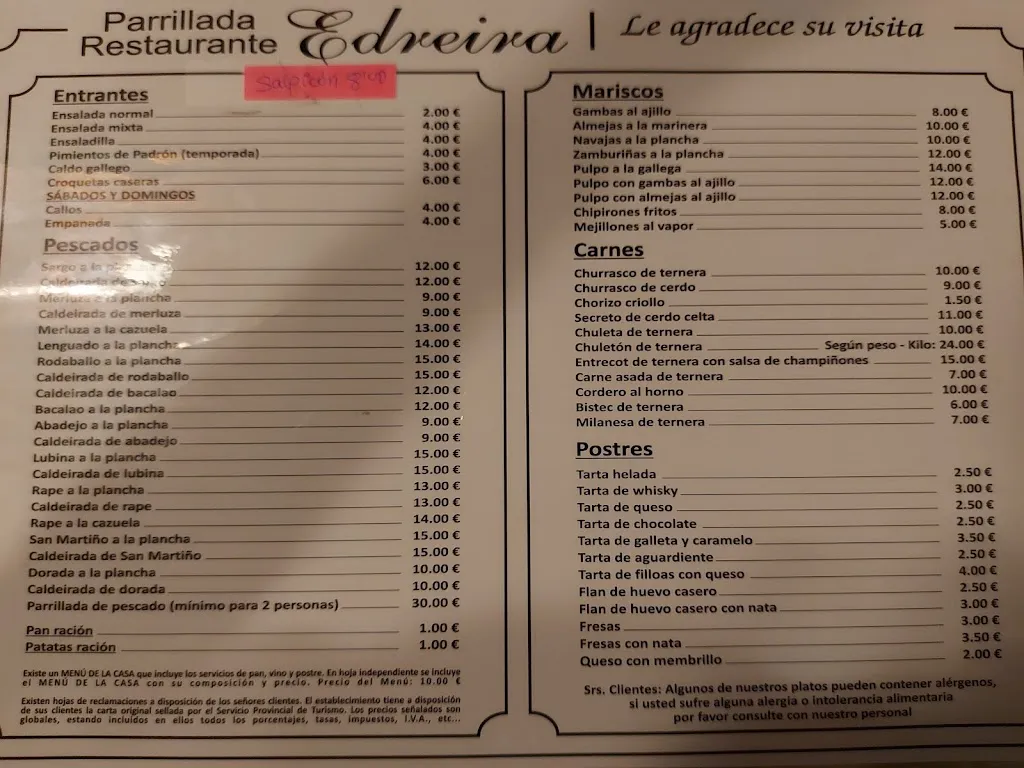 Parrillada
Restaurante Edreira | Le agradece su visita
Salpicón
Entrantes
Ensalada normal 2.00 €
Ensalada mixta 4.00 €
Ensaladilla 4.00 €
Pimientos de Padrón (temporada) 4.00 €
Caldo gallego 3.00 €
Croquetas caseras 6.00 €
SÁBADOS Y DOMINGOS
Callos 4.00 €
Empanada 4.00 €
Pescados
Sargo a la plancha 12.00 €
Caldeirada de sargo 12.00 €
Merluza a la plancha 9.00 €
Caldeirada de merluza 9.00 €
Merluza a la cazuela 13.00 €
Lenguado a la plancha 14.00 €
Rodaballo a la plancha 15.00 €
Caldeirada de rodaballo 15.00 €
Caldeirada de bacalao 12.00 €
Bacalao a la plancha 12.00 €
Abadejo a la plancha 9.00 €
Caldeirada de abadejo 9.00 €
Lubina a la plancha 15.00 €
Caldeirada de lubina 15.00 €
Rape a la plancha 13.00 €
Caldeirada de rape 13.00 €
Rape a la cazuela 14.00 €
San Martiño a la plancha 15.00 €
Caldeirada de San Martiño 15.00 €
Dorada a la plancha 10.00 €
Caldeirada de dorada 10.00 €
Parrillada de pescado (mínimo para 2 personas) 30.00 €
Pan ración 1.00 €
Patatas ración 1.00 €
Existe un MENÚ DE LA CASA que incluye los servicios de pan, vino y postre. En hoja independiente se incluye
el MENÚ DE LA CASA con su composición y precio. Precio del Menú: 10.00 €
Existen hojas de reclamaciones a disposición de los señores clientes. El establecimiento tiene a disposición
de sus clientes la carta original sellada por el Servicio Provincial de Turismo. Los precios señalados son
globales, estando incluidos en ellos todos los porcentajes, tasas, impuestos, I.V.A., etc...
Mariscos
Gambas al ajillo 8.00 €
Almejas a la marinera 10.00 €
Navajas a la plancha 10.00 €
Zamburiñas a la plancha 12.00 €
Pulpo a la gallega 14.00 €
Pulpo con gambas al ajillo 12.00 €
Pulpo con almejas al ajillo 12.00 €
Chipirones fritos 8.00 €
Mejillones al vapor 5.00 €
Carnes
Churrasco de ternera 10.00 €
Churrasco de cerdo 9.00 €
Chorizo criollo 1.50 €
Secreto de cerdo celta 11.00 €
Chuleta de ternera 10.00 €
Chuletón de ternera Según peso - Kilo: 24.00 €
Entrecot de ternera con salsa de champiñones 15.00 €
Carne asada de ternera 7.00 €
Cordero al horno 10.00 €
Bistec de ternera 6.00 €
Milanesa de ternera 7.00 €
Postres
Tarta helada 2.50 €
Tarta de whisky 3.00 €
Tarta de queso 2.50 €
Tarta de chocolate 2.50 €
Tarta de galleta y caramelo 3.50 €
Tarta de aguardiente 2.50 €
Tarta de filloas con queso 4.00 €
Flan de huevo casero 2.50 €
Flan de huevo casero con nata 3.00 €
Fresas 3.00 €
Fresas con nata 3.50 €
Queso con membrillo 2.00 €
Srs. Clientes: Algunos de nuestros platos pueden contener alérgenos,
si usted sufre alguna alergia o intolerancia alimentaria
por favor consulte con nuestro personal